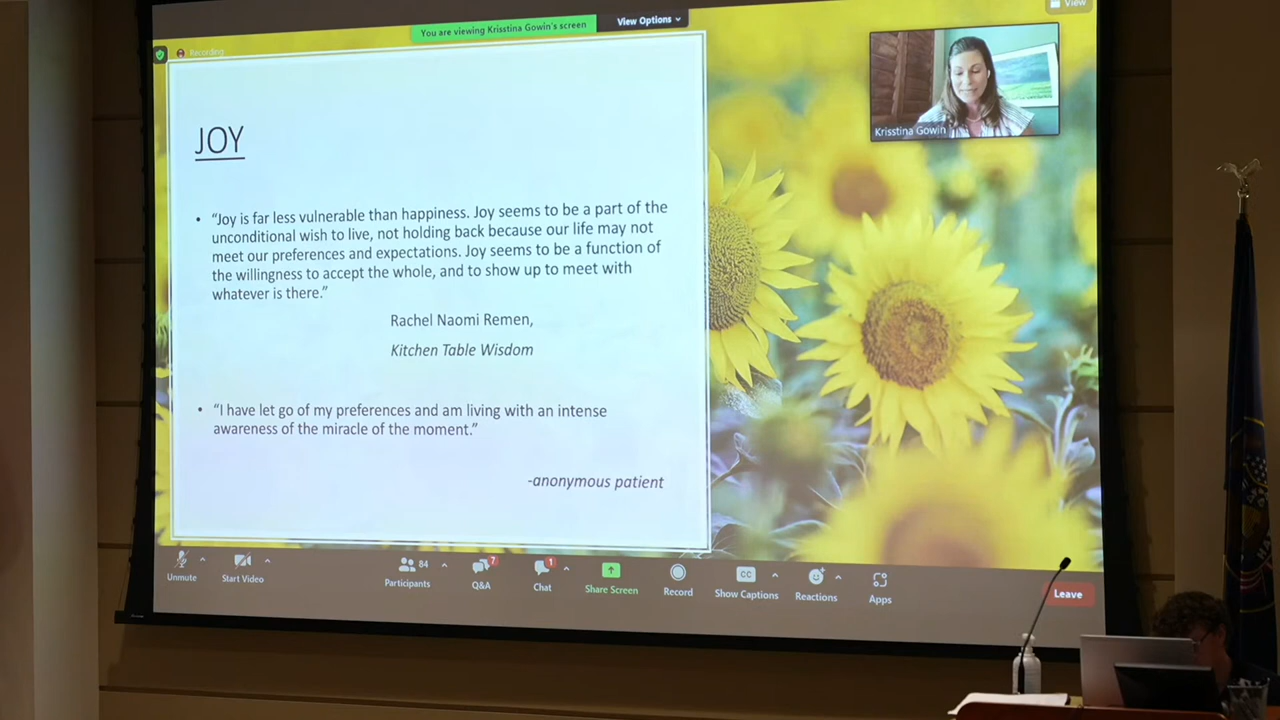 You are viewing Krisstina Gowin's screen
View Options
View
Recording
Krisstina Gowin
JOY
• “Joy is far less vulnerable than happiness. Joy seems to be a part of the
unconditional wish to live, not holding back because our life may not
meet our preferences and expectations. Joy seems to be a function of
the willingness to accept the whole, and to show up to meet with
whatever is there.”
Rachel Naomi Remen,
Kitchen Table Wisdom
• “I have let go of my preferences and am living with an intense
awareness of the miracle of the moment.”
-anonymous patient
Unmute
Start Video
84
Participants
7
Q&A
1
Chat
Share Screen
Record
CC
Show Captions
Reactions
Apps
Leave